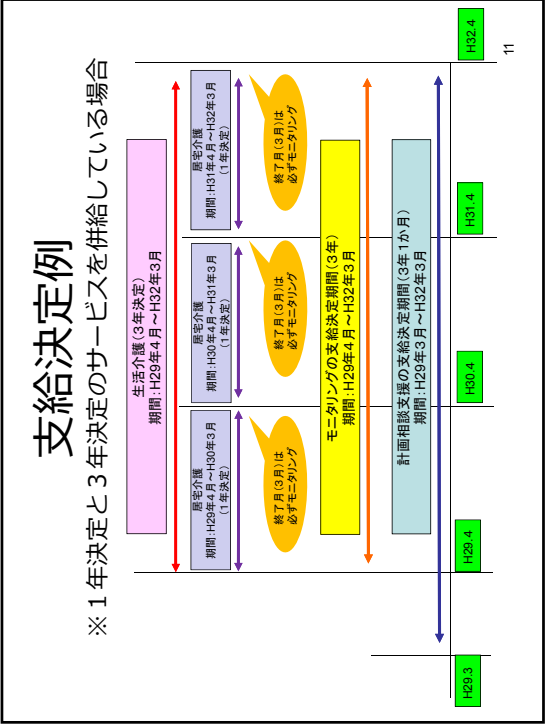 支給決定例
※１年決定と３年決定のサービスを併給している場合
生活介護(3年決定)
期間:H29年4月～H32年3月
居宅介護
期間:H29年4月～H30年3月
(1年決定)
居宅介護
期間:H30年4月～H31年3月
(1年決定)
居宅介護
期間:H31年4月～H32年3月
(1年決定)
終了月(3月)は
必ずモニタリング
終了月(3月)は
必ずモニタリング
終了月(3月)は
必ずモニタリング
モニタリングの支給決定期間(3年)
期間:H29年4月～H32年3月
計画相談支援の支給決定期間(3年1か月)
期間:H29年3月～H32年3月
H29.3
H29.4
H30.4
H31.4
H32.4
11